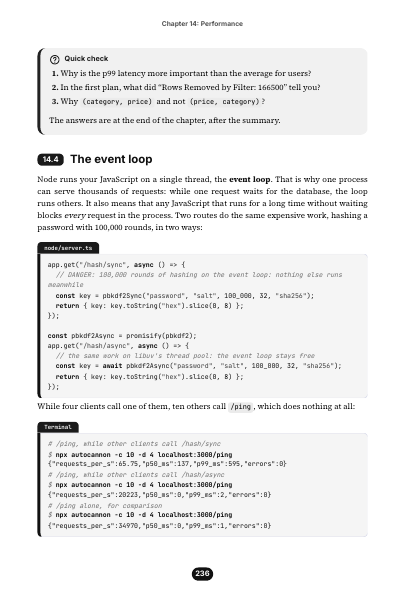 Chapter 14: Performance
? Quick check
1. Why is the p99 latency more important than the average for users?
2. In the first plan, what did “Rows Removed by Filter: 166500” tell you?
3. Why (category, price) and not (price, category)?
The answers are at the end of the chapter, after the summary.
14.4 The event loop
Node runs your JavaScript on a single thread, the event loop. That is why one process
can serve thousands of requests: while one request waits for the database, the loop
runs others. It also means that any JavaScript that runs for a long time without waiting
blocks every request in the process. Two routes do the same expensive work, hashing a
password with 100,000 rounds, in two ways:
node/server.ts
app.get("/hash/sync", async () => {
// DANGER: 100,000 rounds of hashing on the event loop: nothing else runs
meanwhile
const key = pbkdf2Sync("password", "salt", 100_000, 32, "sha256");
return { key: key.toString("hex").slice(0, 8) };
});
const pbkdf2Async = promisify(pbkdf2);
app.get("/hash/async", async () => {
// the same work on libuv's thread pool: the event loop stays free
const key = await pbkdf2Async("password", "salt", 100_000, 32, "sha256");
return { key: key.toString("hex").slice(0, 8) };
});
While four clients call one of them, ten others call /ping, which does nothing at all:
Terminal
# /ping, while other clients call /hash/sync
$ npx autocannon -c 10 -d 4 localhost:3000/ping
{"requests_per_s":65.75,"p50_ms":137,"p99_ms":595,"errors":0}
# /ping, while other clients call /hash/async
$ npx autocannon -c 10 -d 4 localhost:3000/ping
{"requests_per_s":20223,"p50_ms":0,"p99_ms":2,"errors":0}
# /ping alone, for comparison
$ npx autocannon -c 10 -d 4 localhost:3000/ping
{"requests_per_s":34970,"p50_ms":0,"p99_ms":1,"errors":0}
236